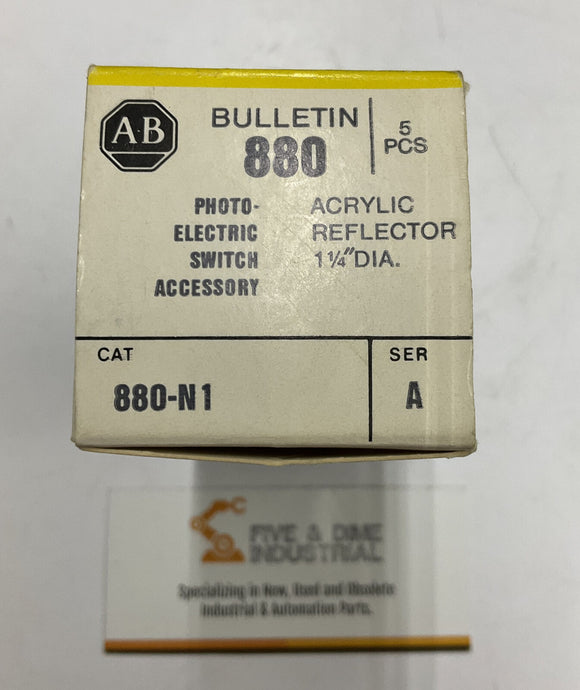 AB
BULLETIN
880
5
PCS
PHOTO-
ELECTRIC
SWITCH
ACCESSORY
ACRYLIC
REFLECTOR
1¼"DIA.
CAT
880-N1
SER
A
FIVE A DIME
INDUSTRIAL
Specializing in New, Used and Obsolete
Industrial & Automation Parts.